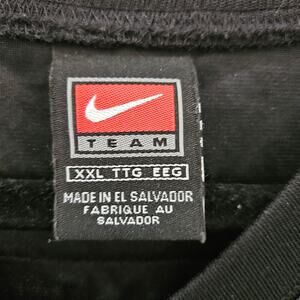 TEAM
XXL TTG EEG
MADE IN EL SALVADOR
FABRIQUE AU
SALVADOR